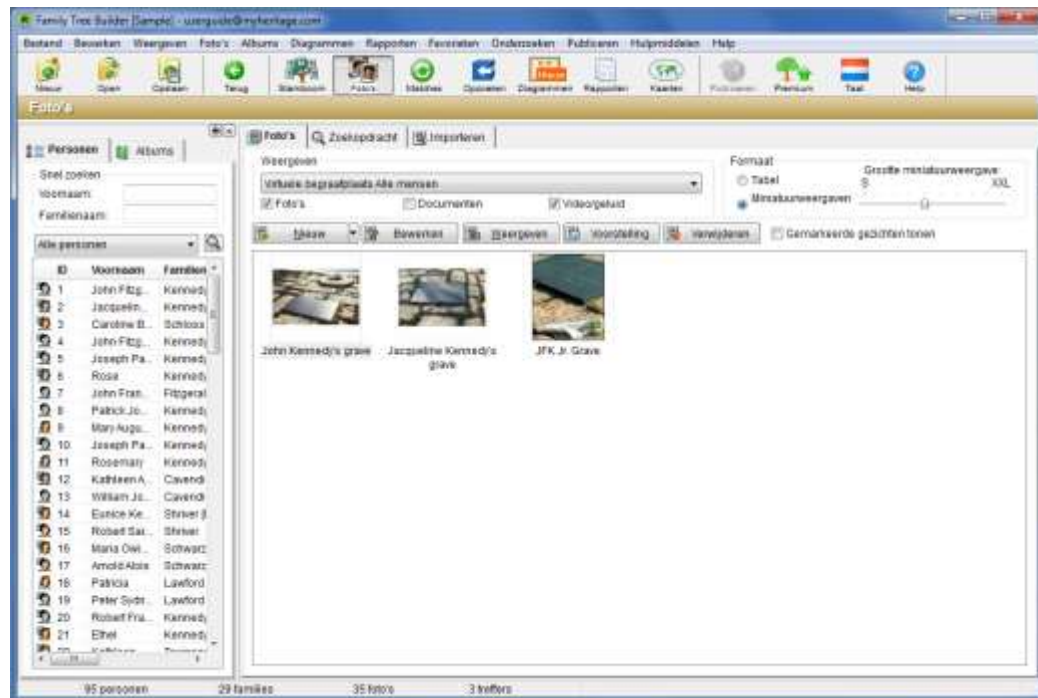 Family Tree Builder [Sample] - userguide@myheritage.com
Bestand Bewerken Weergeven Foto's Albums Diagrammen Rapporten Favorieten Onderzoeken Publiceren Hulpmiddelen Help
Nieuw Open Opslaan Terug Stamboom Foto's Matches Opzoeken Diagrammen Rapporten Kaarten Publiceren Premium Taal Help
Foto's
Personen Albums
Foto's Zoekopdracht Importeren
Snel zoeken
Voornaam:
Familienaam:
Alle personen
Weergeven
Virtuele begraafplaats Alle mensen
Foto's Documenten Video/geluid
Formaat
Tabel
Miniatuurweergaven
Grootte miniatuurweergave:
S XXL
Nieuw Bewerken Weergeven Voorstelling Verwijderen Gemarkeerde gezichten tonen
ID Voornaam Familien
1 John Fitzg... Kennedy
2 Jacquelin... Kennedy
3 Caroline B... Schloss
4 John Fitzg... Kennedy
5 Joseph Pa... Kennedy
6 Rose Kennedy
7 John Fran... Fitzgeral
8 Patrick Jo... Kennedy
9 Mary Augu... Kennedy
10 Joseph Pa... Kennedy
11 Rosemary Kennedy
12 Kathleen A... Cavendi
13 William Jo... Cavendi
14 Eunice Ke... Shriver (
15 Robert Sar... Shriver
16 Maria Owi... Schwarz
17 Arnold Alois Schwarz
18 Patricia Lawford
19 Peter Sydn... Lawford
20 Robert Fra... Kennedy
21 Ethel Kennedy
John Kennedy's grave
Jacqueline Kennedy's
grave
JFK Jr. Grave
95 personen 29 families 35 foto's 3 treffers